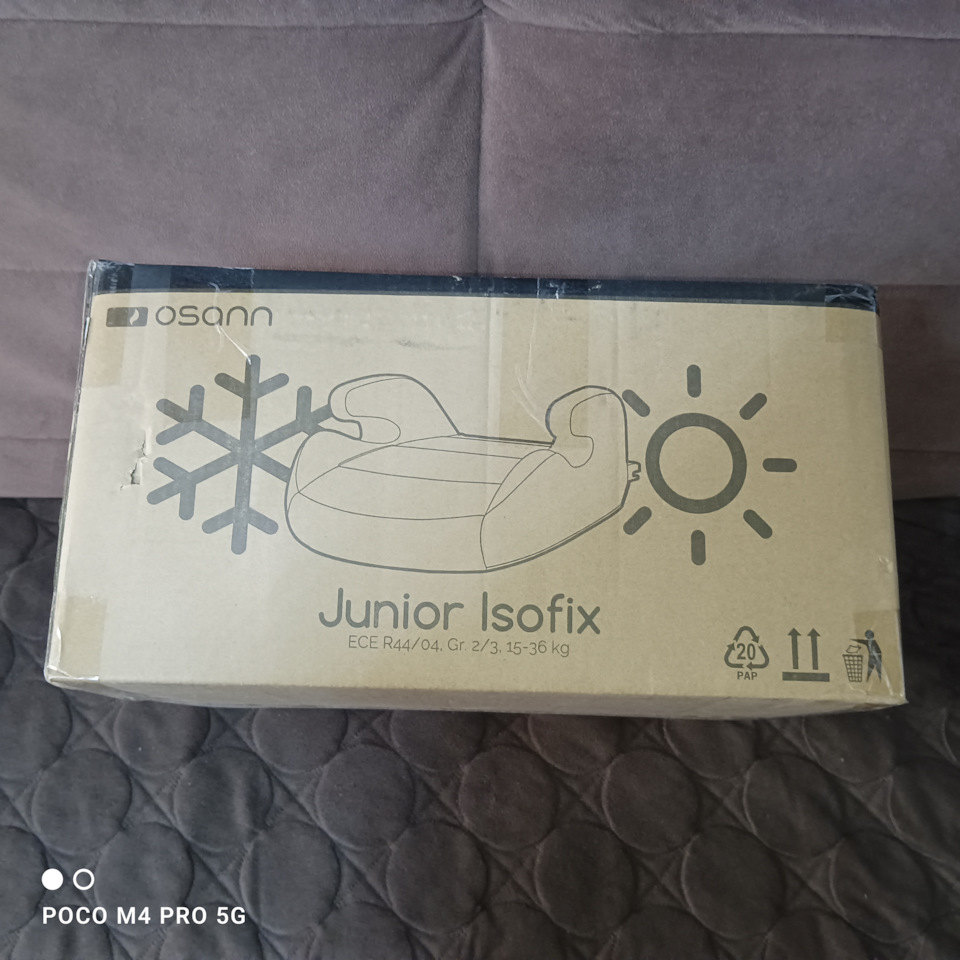 osann
Junior Isofix
ECE R44/04, Gr. 2/3, 15-36 kg
20
PAP
POCO M4 PRO 5G